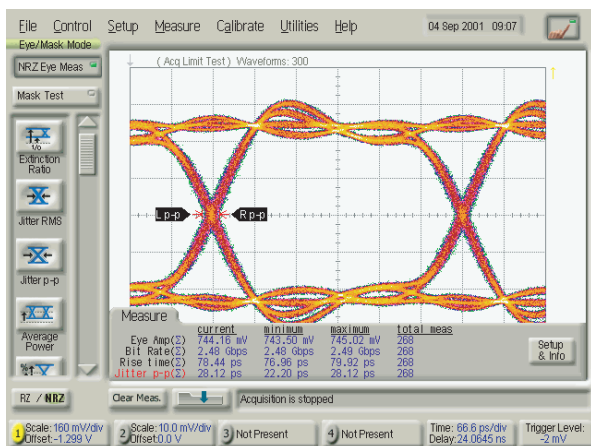 File Control Setup Measure Calibrate Utilities Help 04 Sep 2001 09:07
Eye/Mask Mode
NRZ Eye Meas
Mask Test
( Acq Limit Test ) Waveforms: 300
Extinction
Ratio
Jitter RMS
Jitter p-p
Average
Power
L p-p R p-p
Measure
current minimum maximum total meas
Eye Amp(Σ) 744.16 mV 743.50 mV 745.02 mV 268
Bit Rate(Σ) 2.48 Gbps 2.48 Gbps 2.49 Gbps 268
Rise time(Σ) 78.44 ps 76.96 ps 79.92 ps 268
Jitter p-p(Σ) 28.12 ps 22.20 ps 28.12 ps 268
Setup
& Info
RZ / NRZ
Clear Meas.
Acquisition is stopped
1 Scale: 160 mV/div
Offset:-1.299 V
2 Scale: 10.0 mV/div
Offset:0.0 V
3 Not Present
4 Not Present
Time: 66.6 ps/div
Delay:24.0645 ns
Trigger Level:
-2 mV